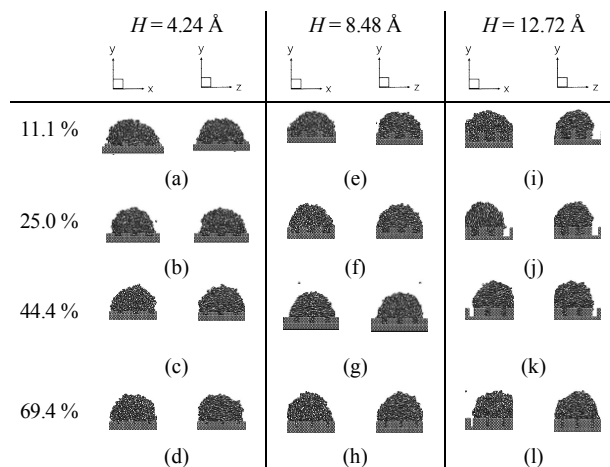 H = 4.24 Å H = 8.48 Å H = 12.72 Å
y y y y y y
x z x z x z
11.1 %
(a) (e) (i)
25.0 %
(b) (f) (j)
44.4 %
(c) (g) (k)
69.4 %
(d) (h) (l)